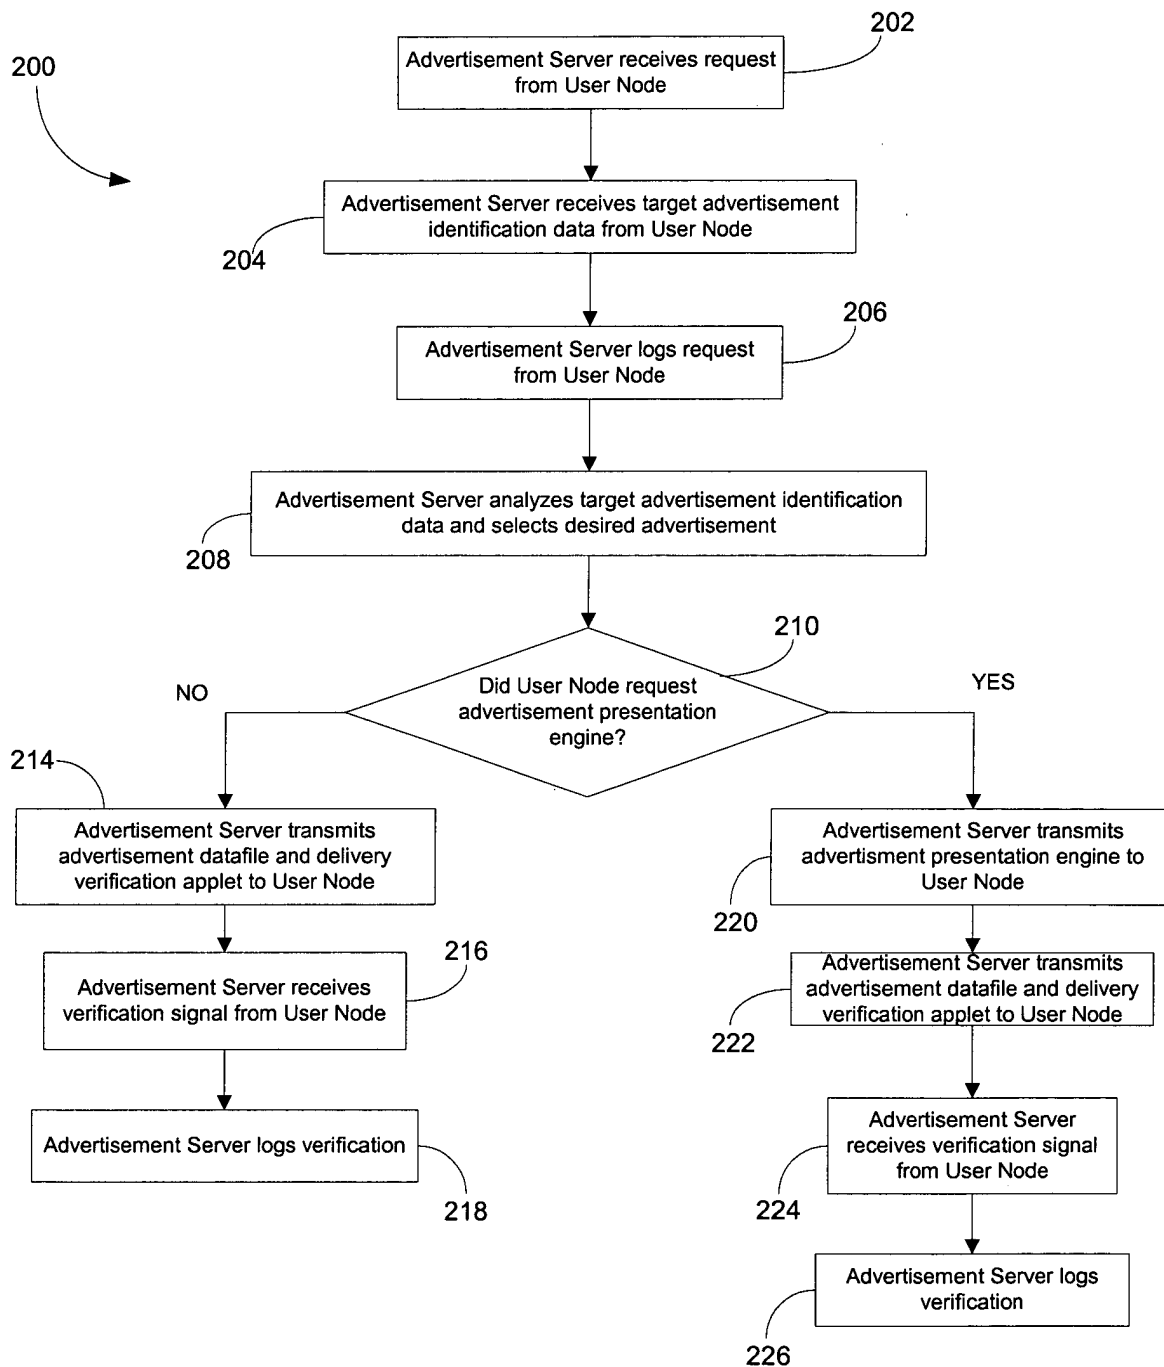 202
Advertisement Server receives request
from User Node
200
Advertisement Server receives target advertisement
identification data from User Node
204
206
Advertisement Server logs request
from User Node
Advertisement Server analyzes target advertisement identification
data and selects desired advertisement
208
210
Did User Node request
advertisement presentation
engine?
NO
YES
214
Advertisement Server transmits
advertisement datafile and delivery
verification applet to User Node
Advertisement Server transmits
advertisment presentation engine to
User Node
220
216
Advertisement Server receives
verification signal from User Node
Advertisement Server transmits
advertisement datafile and delivery
verification applet to User Node
222
Advertisement Server logs verification
218
Advertisement Server
receives verification signal
from User Node
224
Advertisement Server logs
verification
226